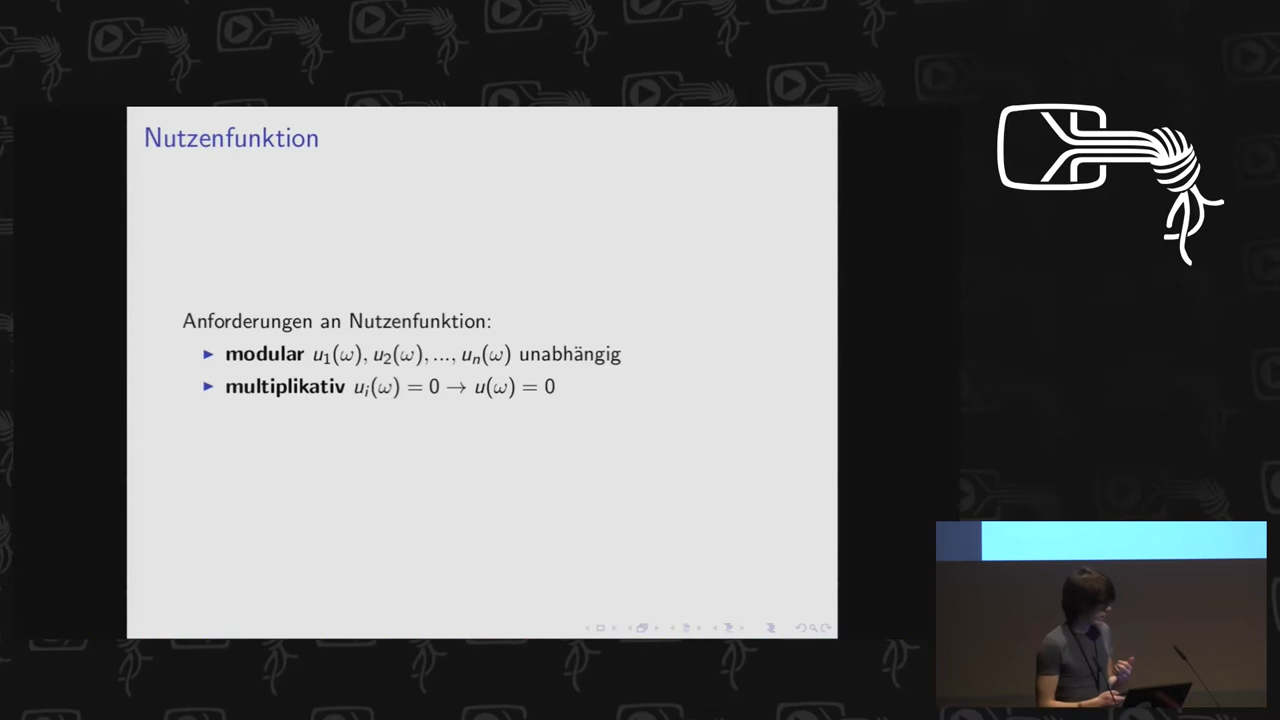 Nutzenfunktion
Anforderungen an Nutzenfunktion:
▶ modular u₁(ω), u₂(ω), ..., uₙ(ω) unabhängig
▶ multiplikativ uᵢ(ω) = 0 → u(ω) = 0